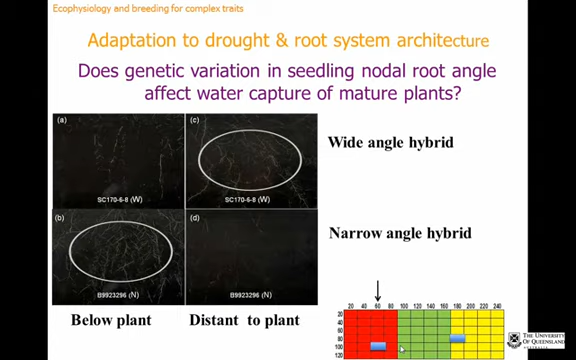 Ecophysiology and breeding for complex traits
Adaptation to drought & root system architecture
Does genetic variation in seedling nodal root angle
affect water capture of mature plants?
(a)
(c)
SC170-6-8 (W)
SC170-6-8 (W)
Wide angle hybrid
(b)
(d)
B9923296 (N)
B9923296 (N)
Narrow angle hybrid
Below plant
Distant to plant
20 40 60 80 100 120 140 160 180 200 220 240
20
40
60
80
100
120
THE UNIVERSITY
OF QUEENSLAND